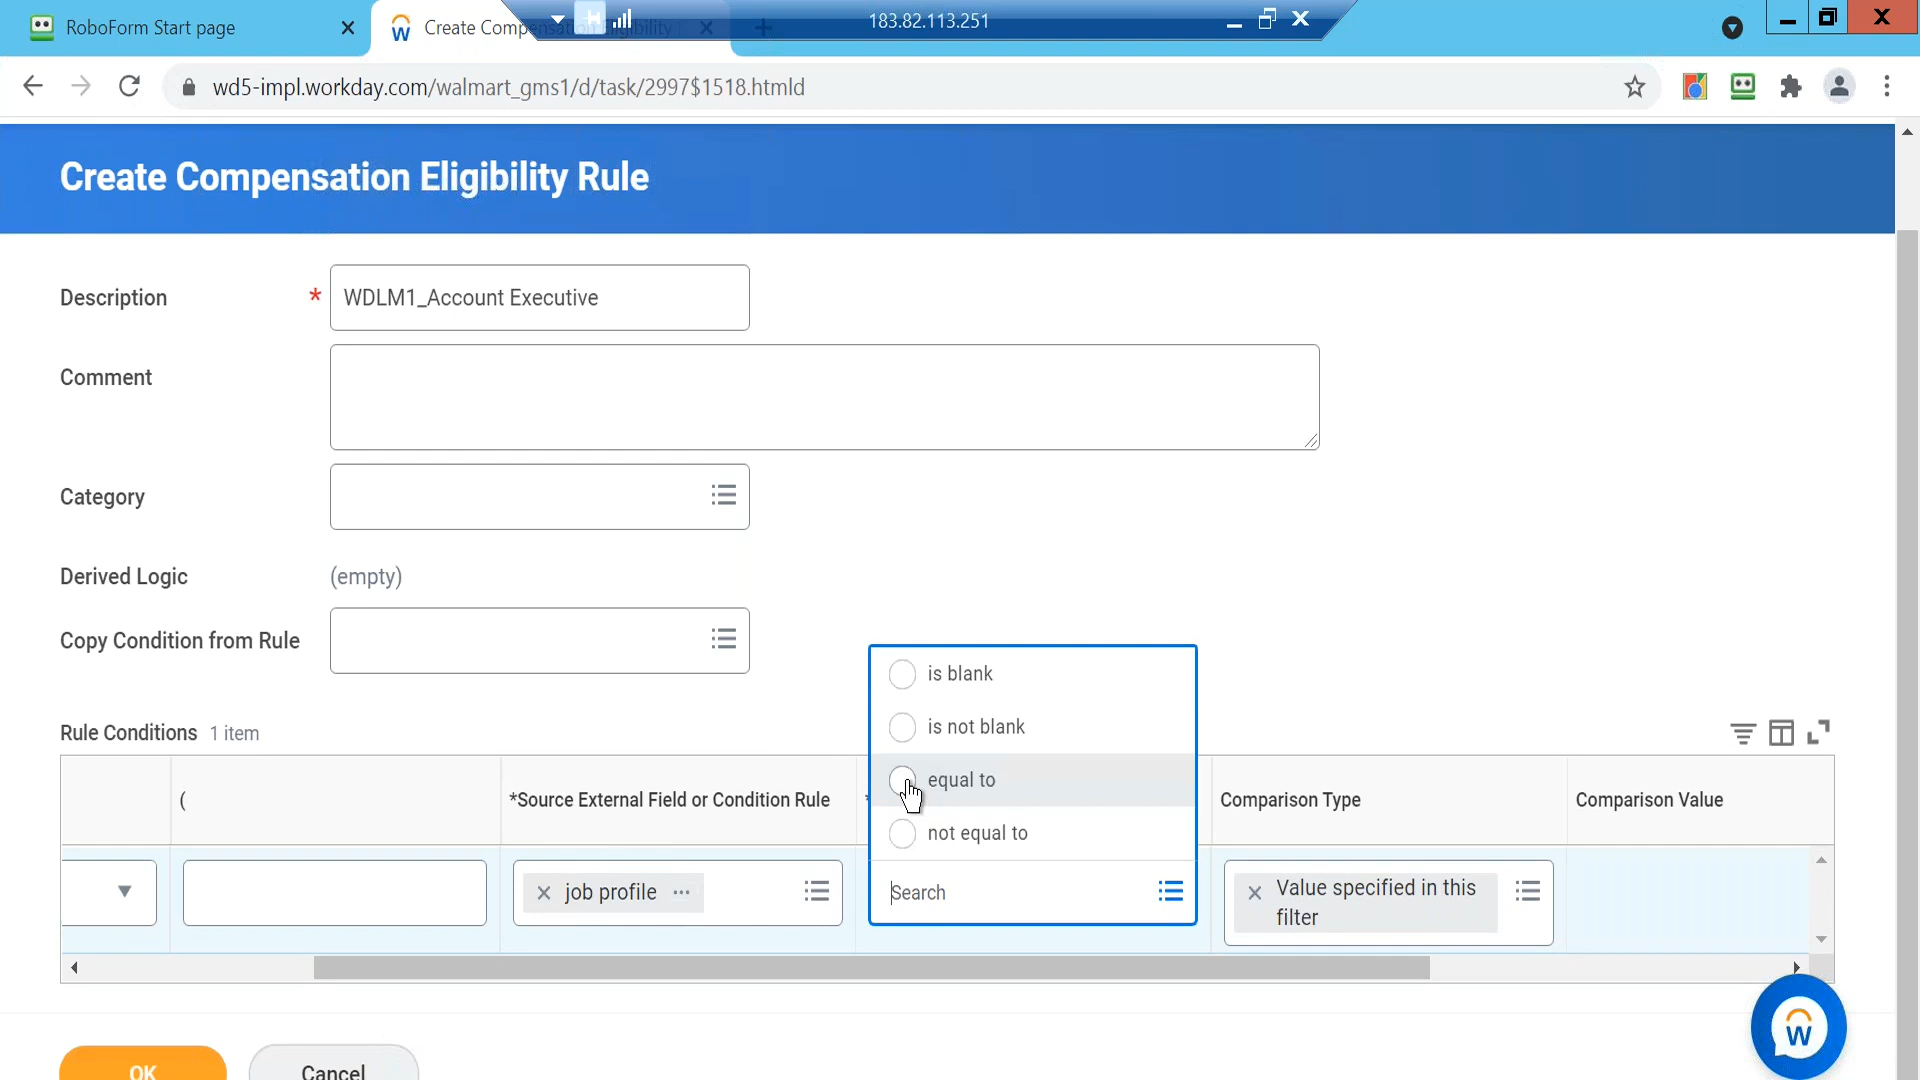 RoboForm Start page
Create Compensation Eligibility
183.82.113.251
wd5-impl.workday.com/walmart_gms1/d/task/2997$1518.htmld
Create Compensation Eligibility Rule
Description
*
WDLM1_Account Executive
Comment
Category
Derived Logic
(empty)
Copy Condition from Rule
is blank
is not blank
equal to
not equal to
Search
Rule Conditions 1 item
(
*Source External Field or Condition Rule
*
Comparison Type
Comparison Value
job profile
Value specified in this
filter
OK
Cancel